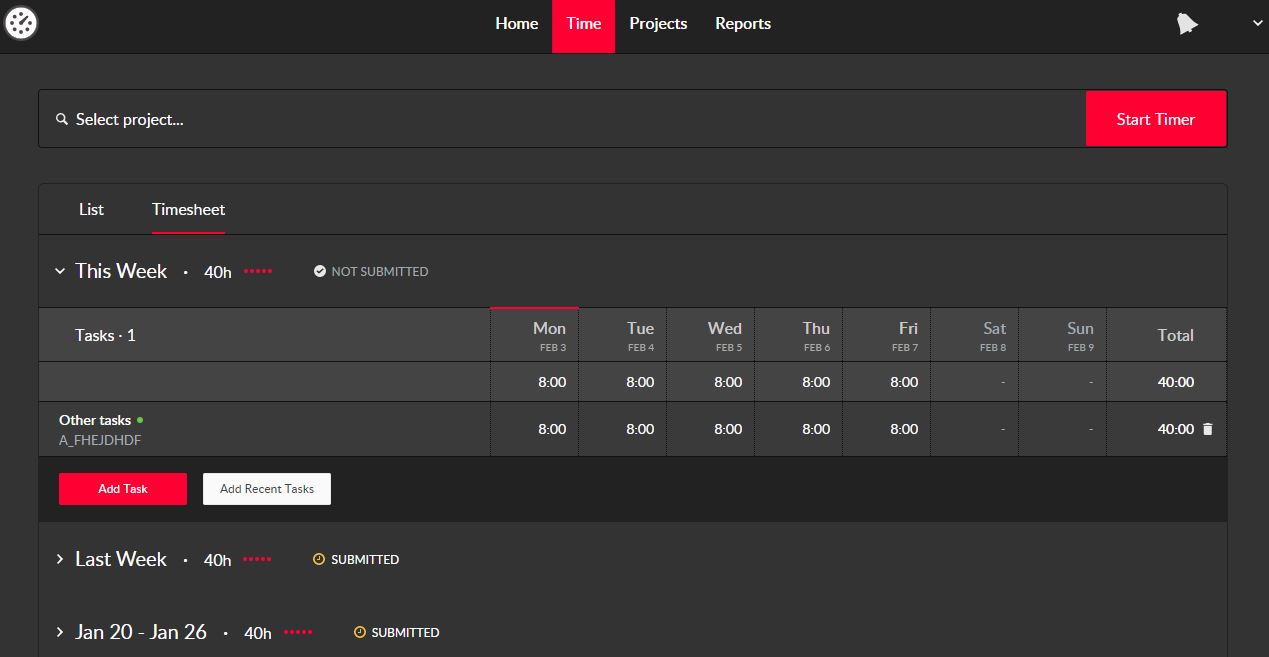 Home Time Projects Reports
Select project... Start Timer
List Timesheet
This Week · 40h NOT SUBMITTED
Tasks · 1 Mon Tue Wed Thu Fri Sat Sun Total
FEB 3 FEB 4 FEB 5 FEB 6 FEB 7 FEB 8 FEB 9
8:00 8:00 8:00 8:00 8:00 - - 40:00
Other tasks 8:00 8:00 8:00 8:00 8:00 - - 40:00
A_FHEJDHDF
Add Task Add Recent Tasks
Last Week · 40h SUBMITTED
Jan 20 - Jan 26 · 40h SUBMITTED